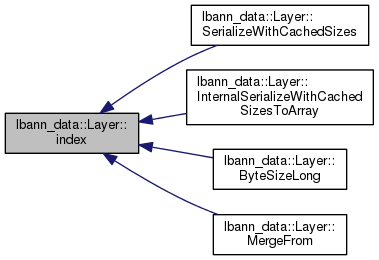 lbann_data::Layer::
SerializeWithCachedSizes
lbann_data::Layer::
InternalSerializeWithCached
SizesToArray
lbann_data::Layer::
index
lbann_data::Layer::
ByteSizeLong
lbann_data::Layer::
MergeFrom